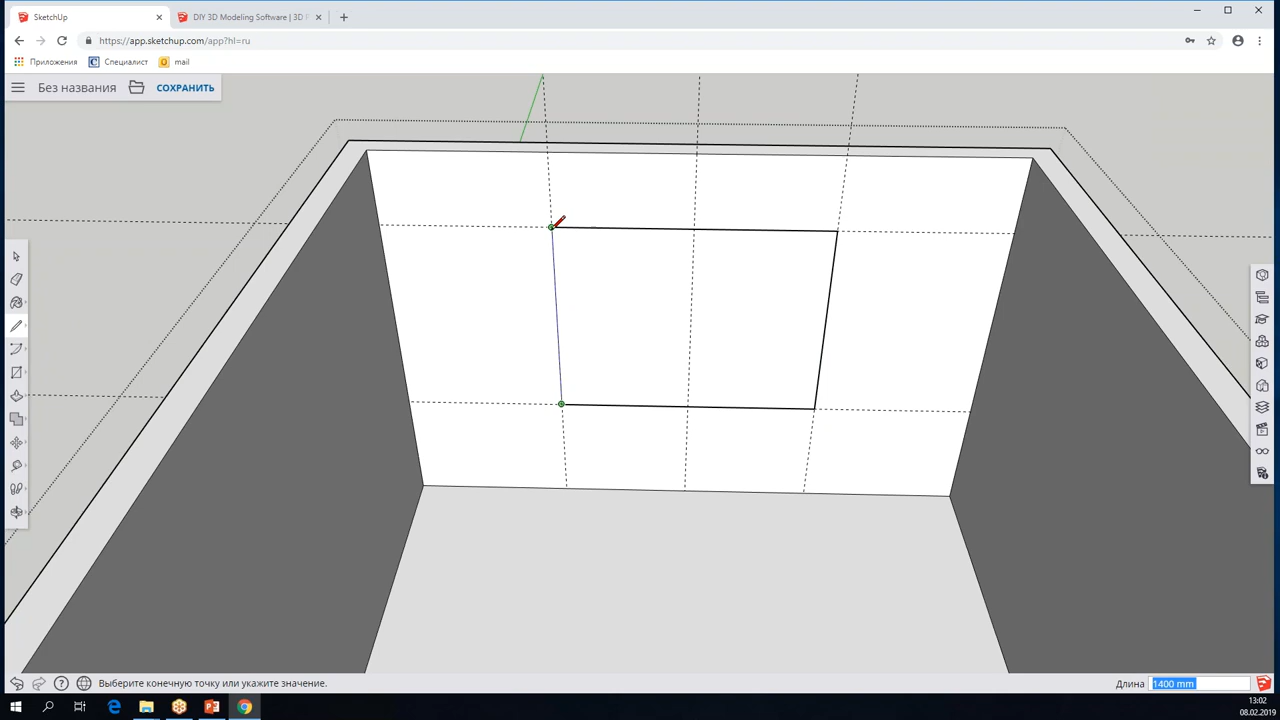 SketchUp
DIY 3D Modeling Software | 3D
https://app.sketchup.com/app?hl=ru
Приложения
Специалист
mail
Без названия
СОХРАНИТЬ
Выберите конечную точку или укажите значение.
Длина
1400 mm
13:02
08.02.2019